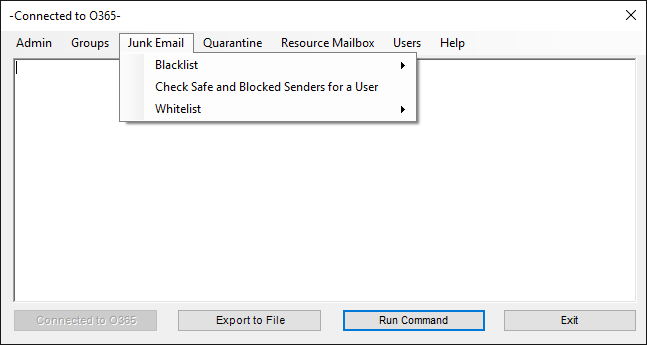 -Connected to O365-
Admin Groups Junk Email Quarantine Resource Mailbox Users Help
Blacklist
Check Safe and Blocked Senders for a User
Whitelist
Connected to O365 Export to File Run Command Exit